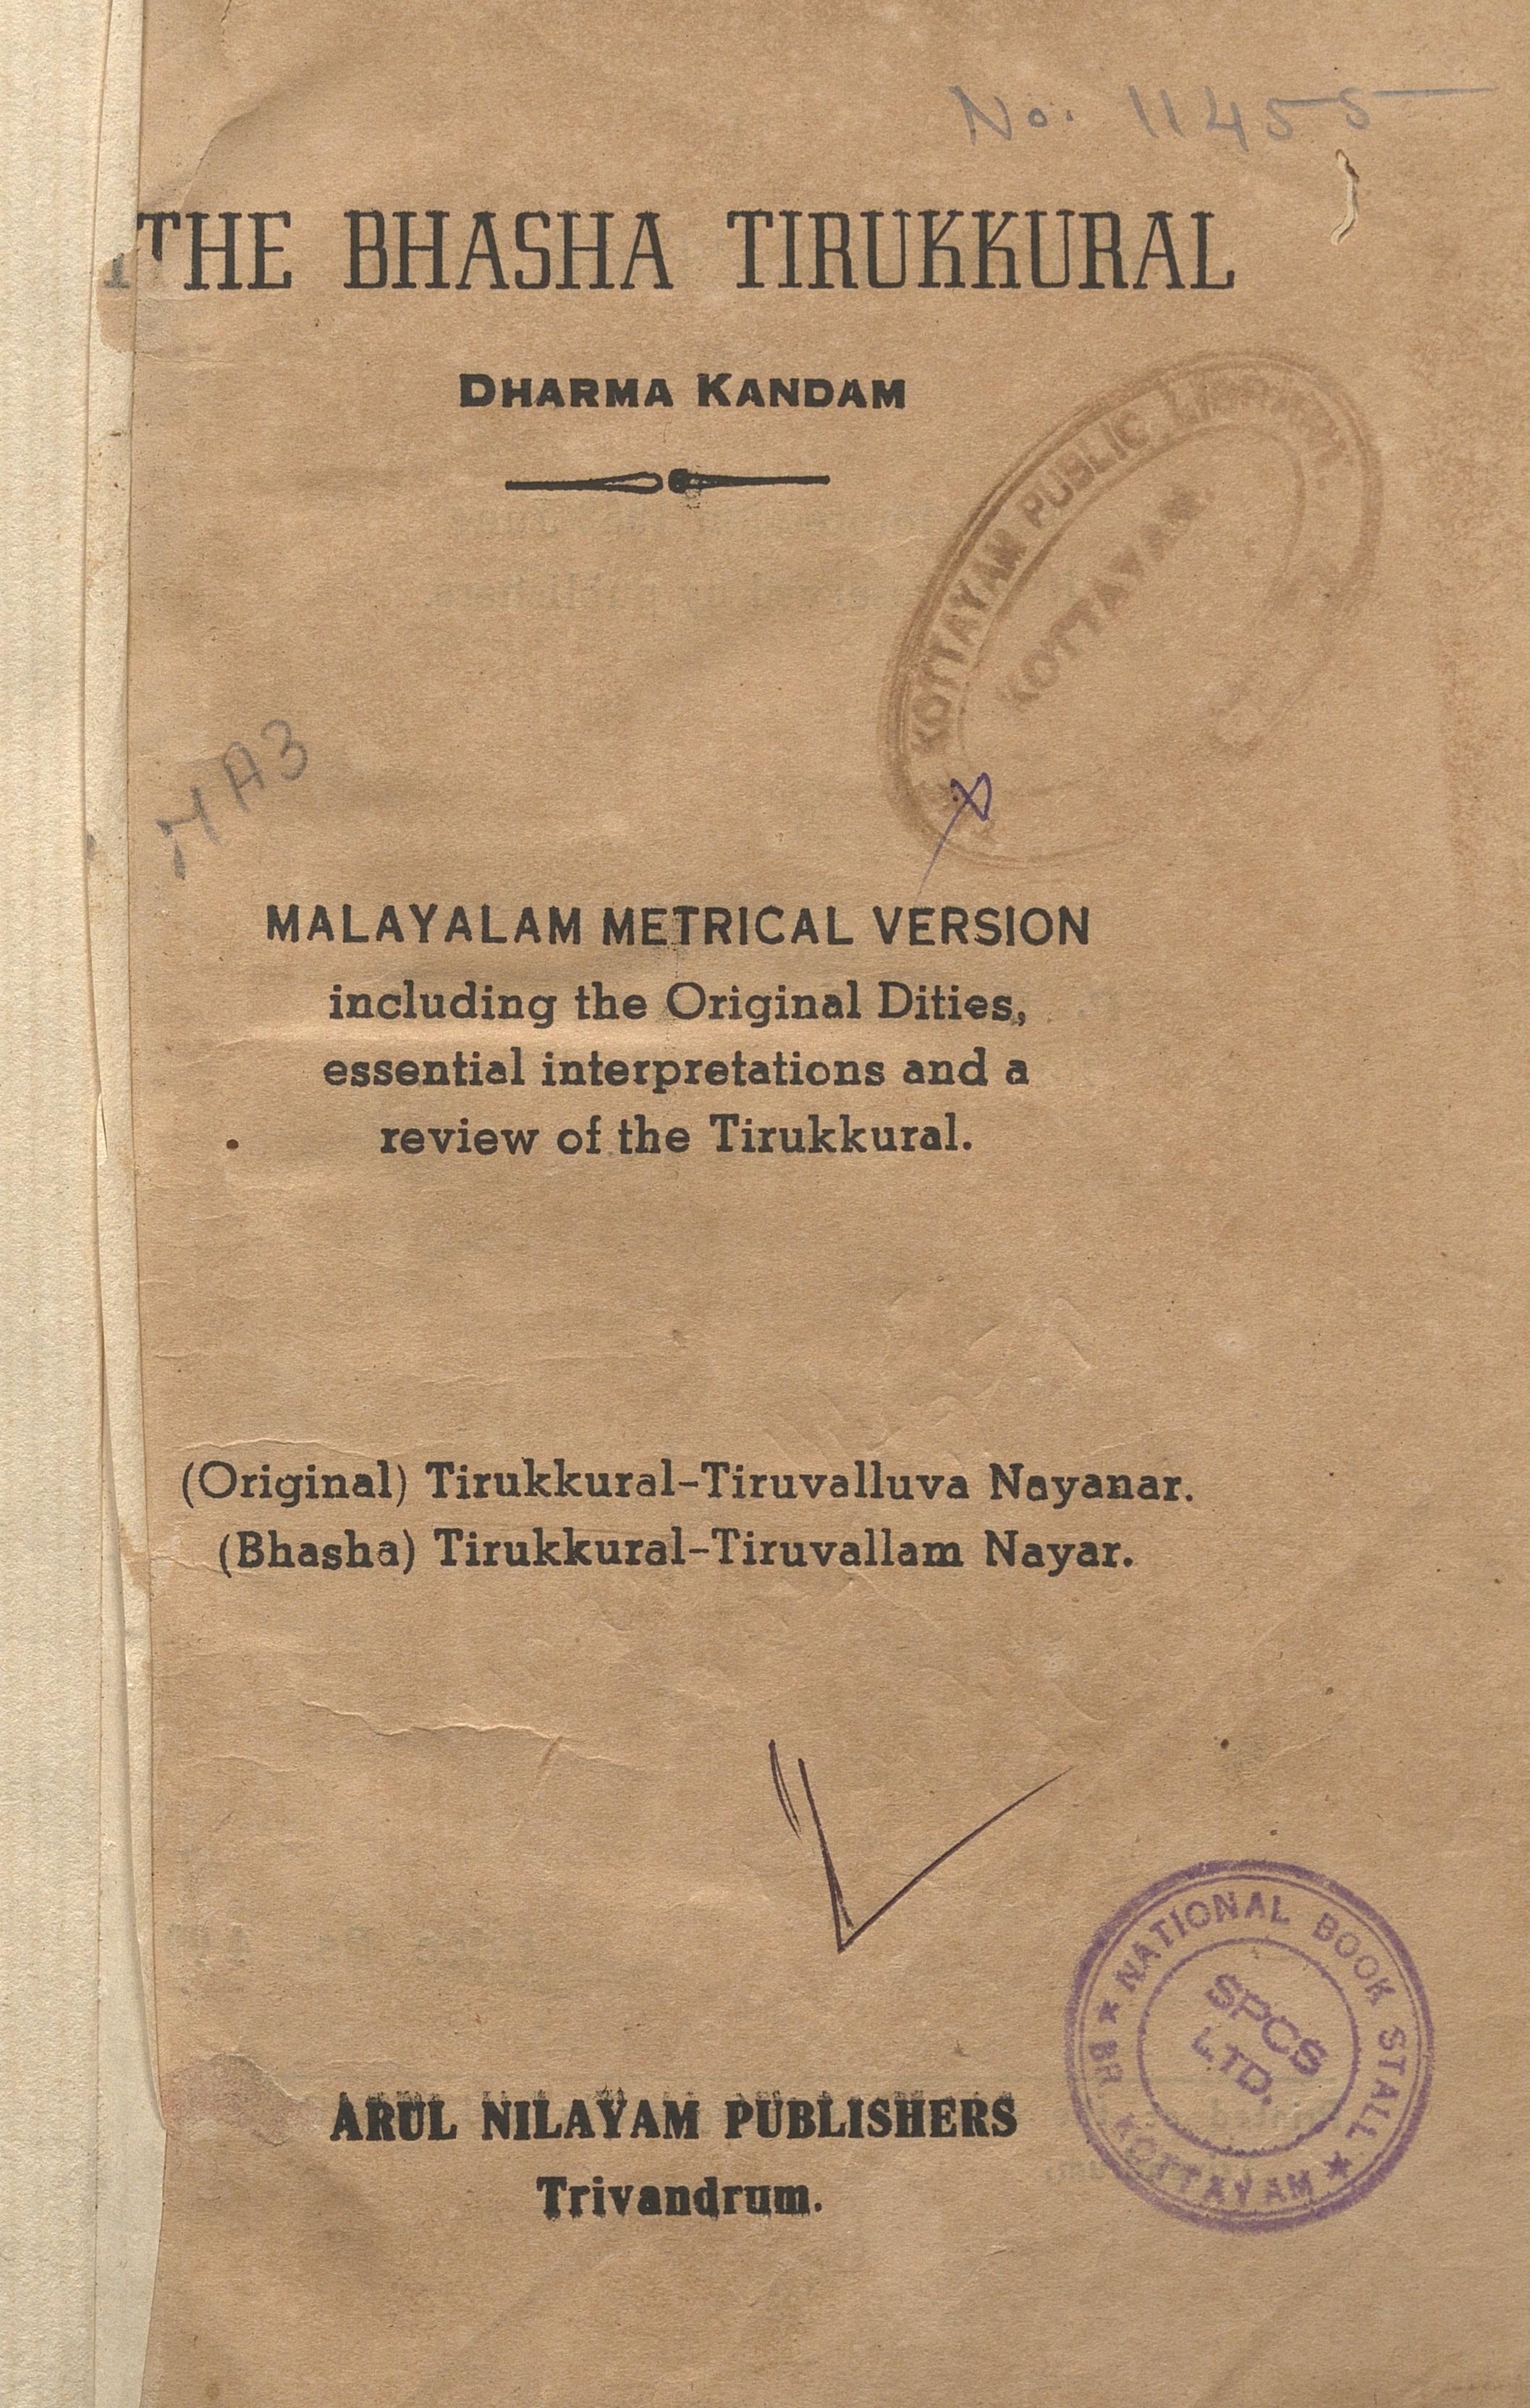 No. 11455
THE BHASHA TIRUKKURAL
DHARMA KANDAM
KOTTAYAM PUBLIC LIBRARY
KOTTAYAM.
MALAYALAM METRICAL VERSION
including the Original Dities,
essential interpretations and a
review of the Tirukkural.
(Original) Tirukkural-Tiruvalluva Nayanar.
(Bhasha) Tirukkural-Tiruvallam Nayar.
★ NATIONAL BOOK STALL ★
BR. KOTTAYAM
SPCS
LTD.
ARUL NILAYAM PUBLISHERS
Trivandrum.